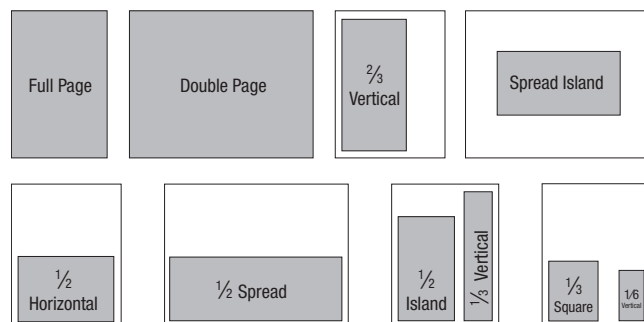 Full Page
Double Page
⅔
Vertical
Spread Island
½
Horizontal
½ Spread
½
Island
⅓ Vertical
⅓
Square
1⁄6
Vertical